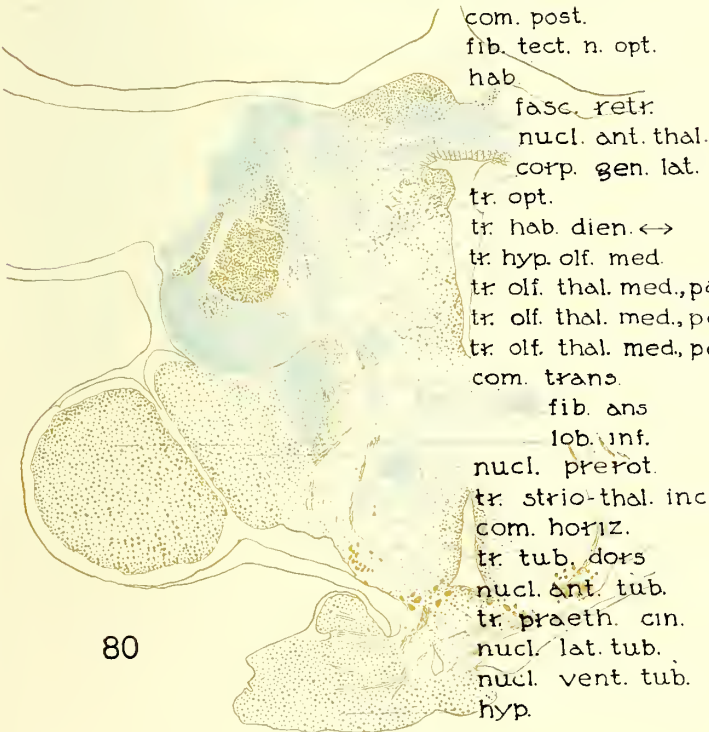 com. post.
fib. tect. n. opt.
hab.
fasc. retr.
nucl. ant. thal.
corp. gen. lat.
tr. opt.
tr. hab. dien. ↔
tr. hyp. olf. med.
tr. olf. thal. med.,
tr. olf. thal. med.,
tr. olf. thal. med.,
com. trans.
fib. ans
lob. inf.
nucl. prerot.
tr. strio-thal. inc
com. horiz.
tr. tub. dors
nucl. ant. tub.
tr. praeth. cin.
nucl. lat. tub.
nucl. vent. tub.
hyp.
80